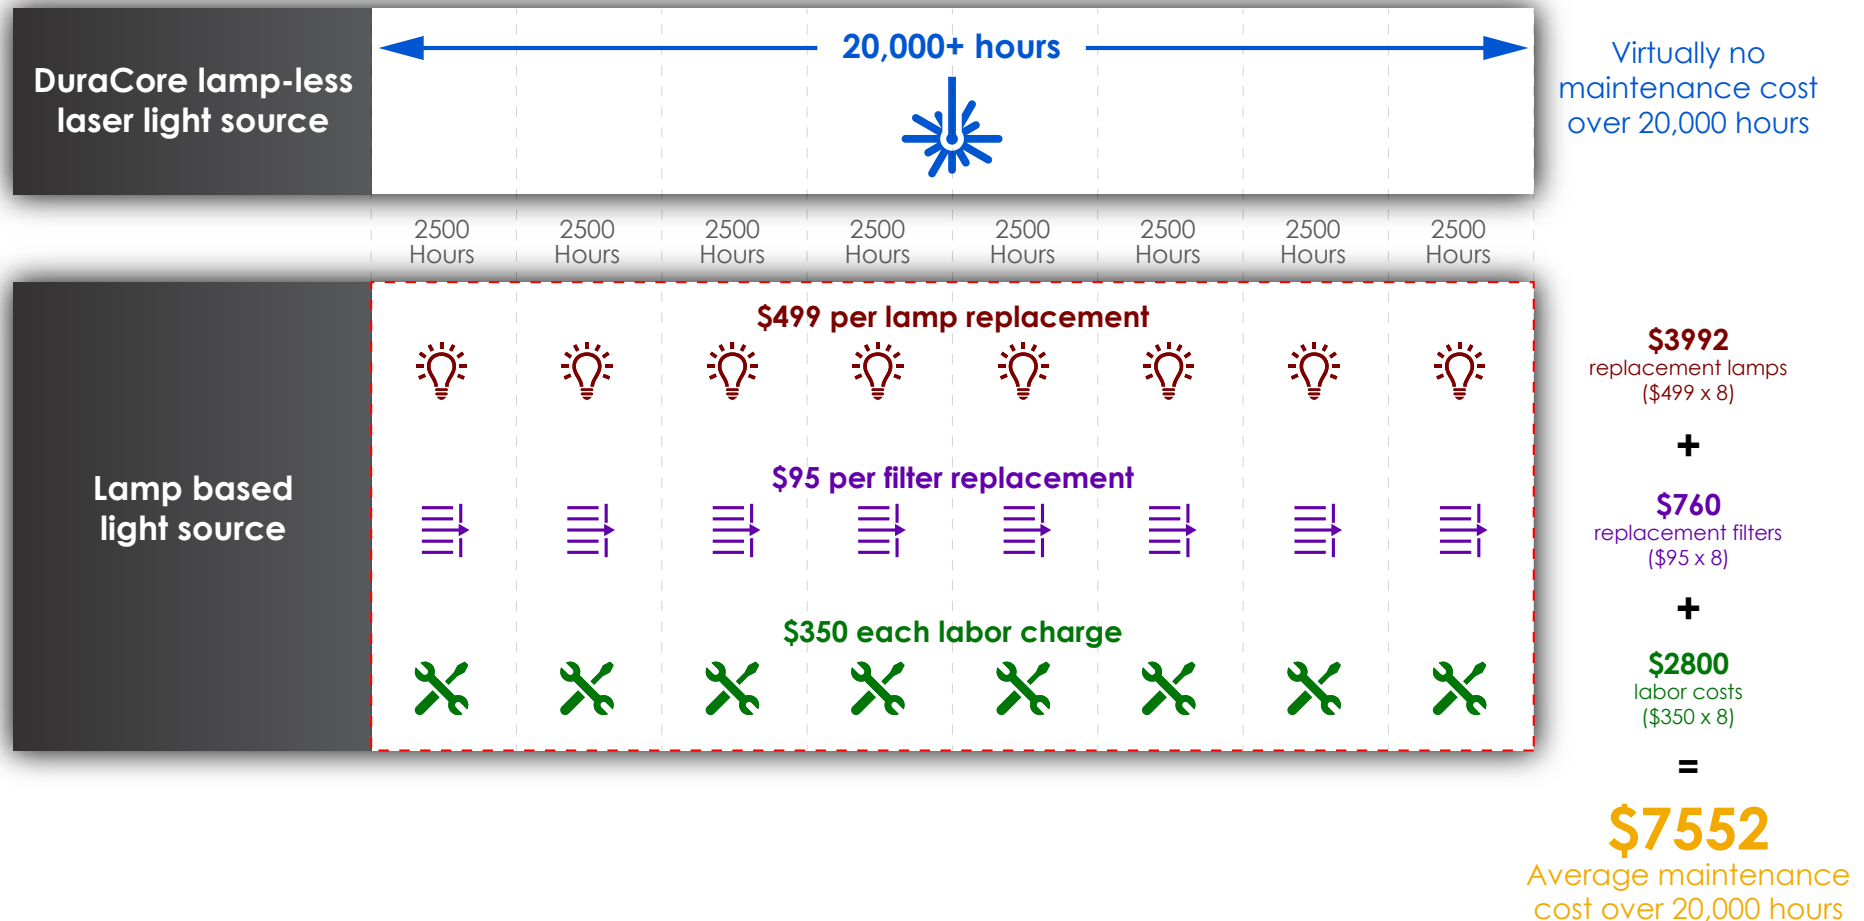 DuraCore lamp-less
laser light source
20,000+ hours
Virtually no
maintenance cost
over 20,000 hours
2500
Hours
2500
Hours
2500
Hours
2500
Hours
2500
Hours
2500
Hours
2500
Hours
2500
Hours
Lamp based
light source
$499 per lamp replacement
$95 per filter replacement
$350 each labor charge
$3992
replacement lamps
($499 x 8)
+
$760
replacement filters
($95 x 8)
+
$2800
labor costs
($350 x 8)
=
$7552
Average maintenance
cost over 20,000 hours